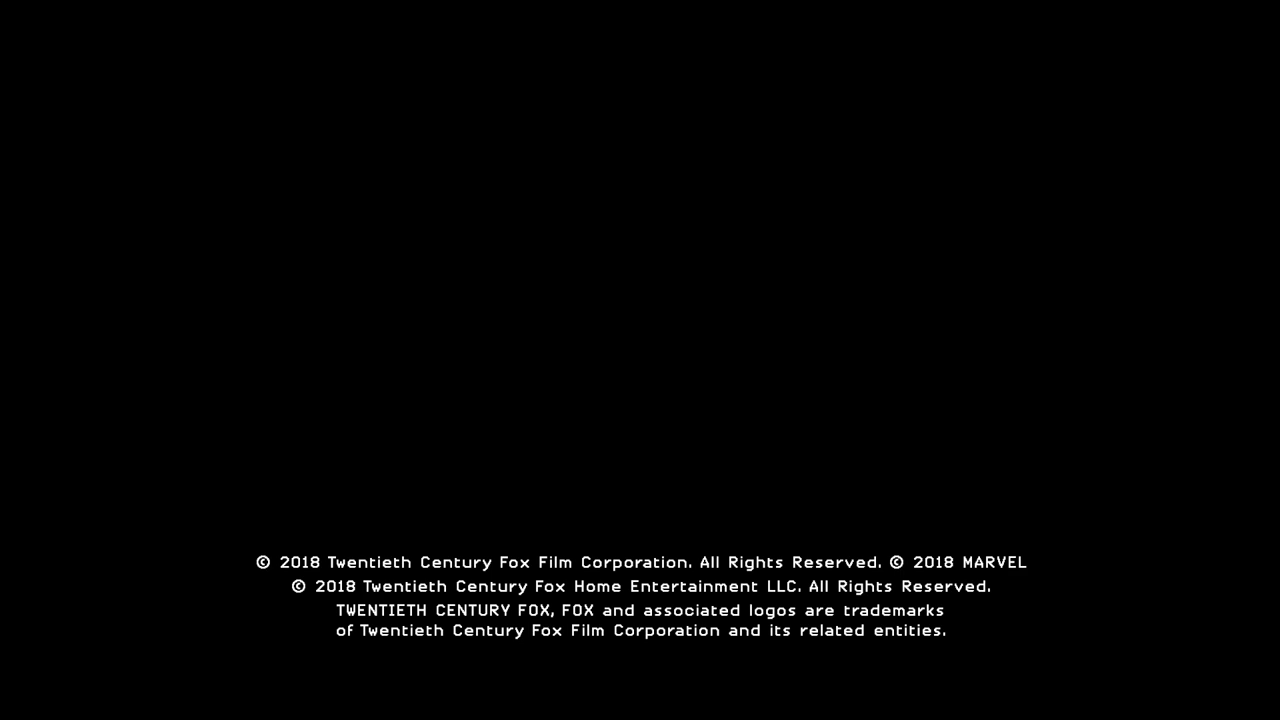 © 2018 Twentieth Century Fox Film Corporation. All Rights Reserved. © 2018 MARVEL
© 2018 Twentieth Century Fox Home Entertainment LLC. All Rights Reserved.
TWENTIETH CENTURY FOX, FOX and associated logos are trademarks
of Twentieth Century Fox Film Corporation and its related entities.